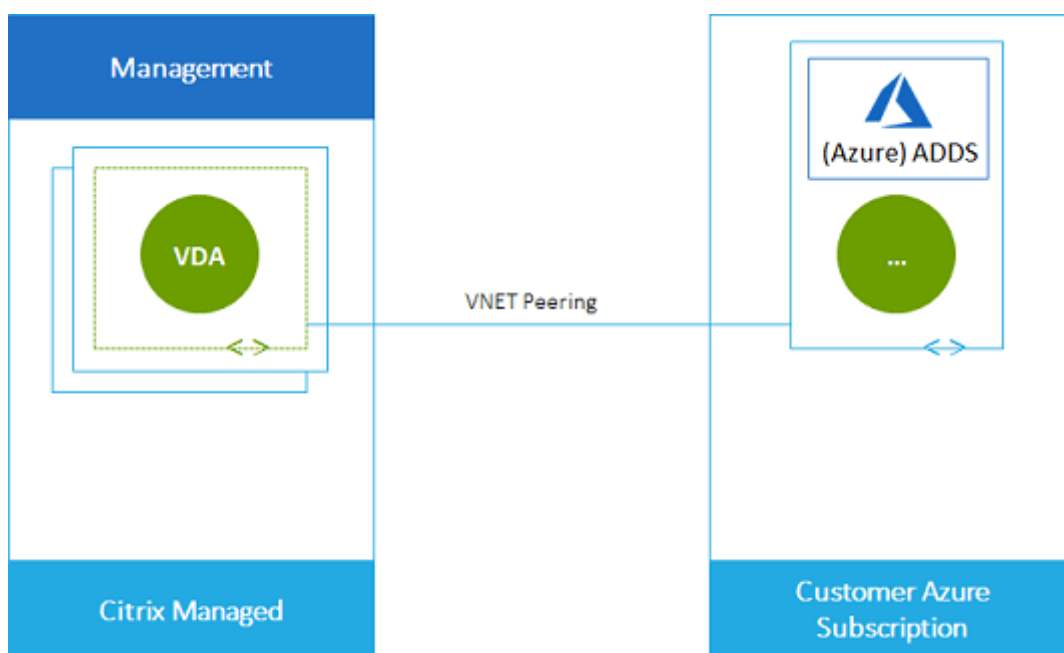 Management
VDA
Citrix Managed
VNET Peering
(Azure) ADDS
...
Customer Azure
Subscription